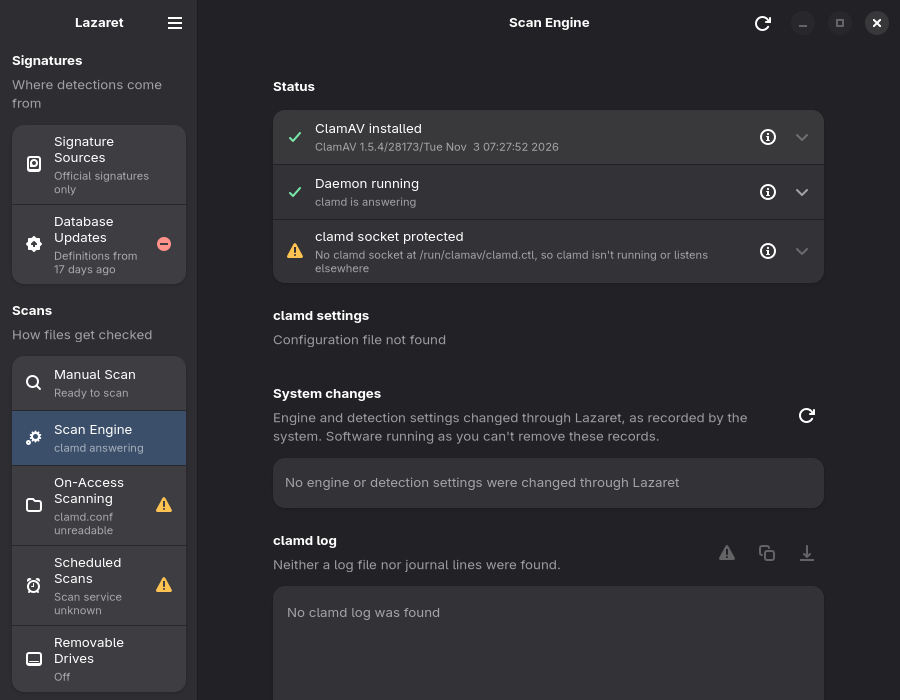 Lazaret
Scan Engine
Signatures
Where detections come
from
Signature
Sources
Official signatures
only
Database
Updates
Definitions from
17 days ago
Scans
How files get checked
Manual Scan
Ready to scan
Scan Engine
clamd answering
On-Access
Scanning
clamd.conf
unreadable
Scheduled
Scans
Scan service
unknown
Removable
Drives
Off
Status
ClamAV installed
ClamAV 1.5.4/28173/Tue Nov  3 07:27:52 2026
Daemon running
clamd is answering
clamd socket protected
No clamd socket at /run/clamav/clamd.ctl, so clamd isn't running or listens
elsewhere
clamd settings
Configuration file not found
System changes
Engine and detection settings changed through Lazaret, as recorded by the
system. Software running as you can't remove these records.
No engine or detection settings were changed through Lazaret
clamd log
Neither a log file nor journal lines were found.
No clamd log was found